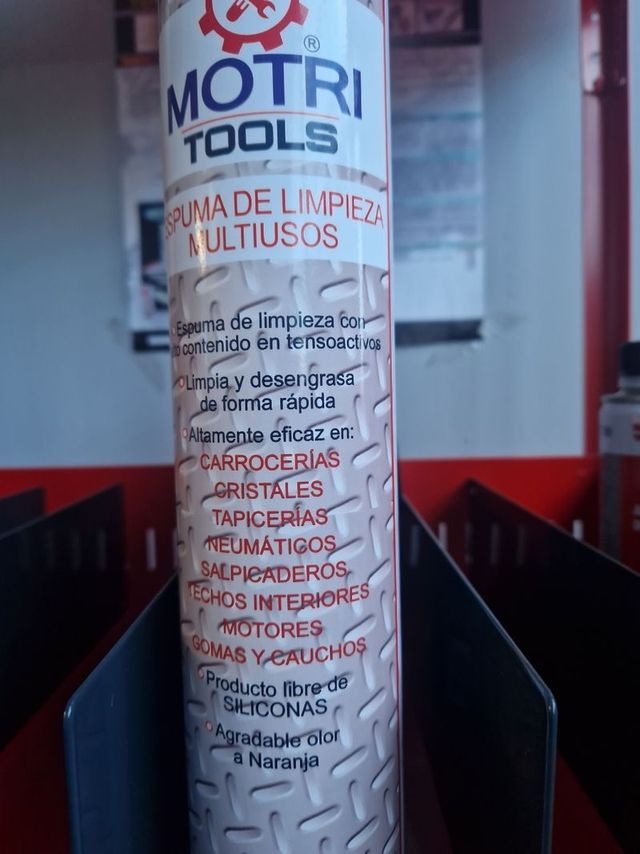 MOTRI
®
TOOLS
SPUMA DE LIMPIEZA
MULTIUSOS
Espuma de limpieza con
contenido en tensoactivos
Limpia y desengrasa
de forma rápida
Altamente eficaz en:
CARROCERÍAS
CRISTALES
TAPICERÍAS
NEUMÁTICOS
SALPICADEROS
TECHOS INTERIORES
MOTORES
GOMAS Y CAUCHOS
Producto libre de
SILICONAS
Agradable olor
a Naranja